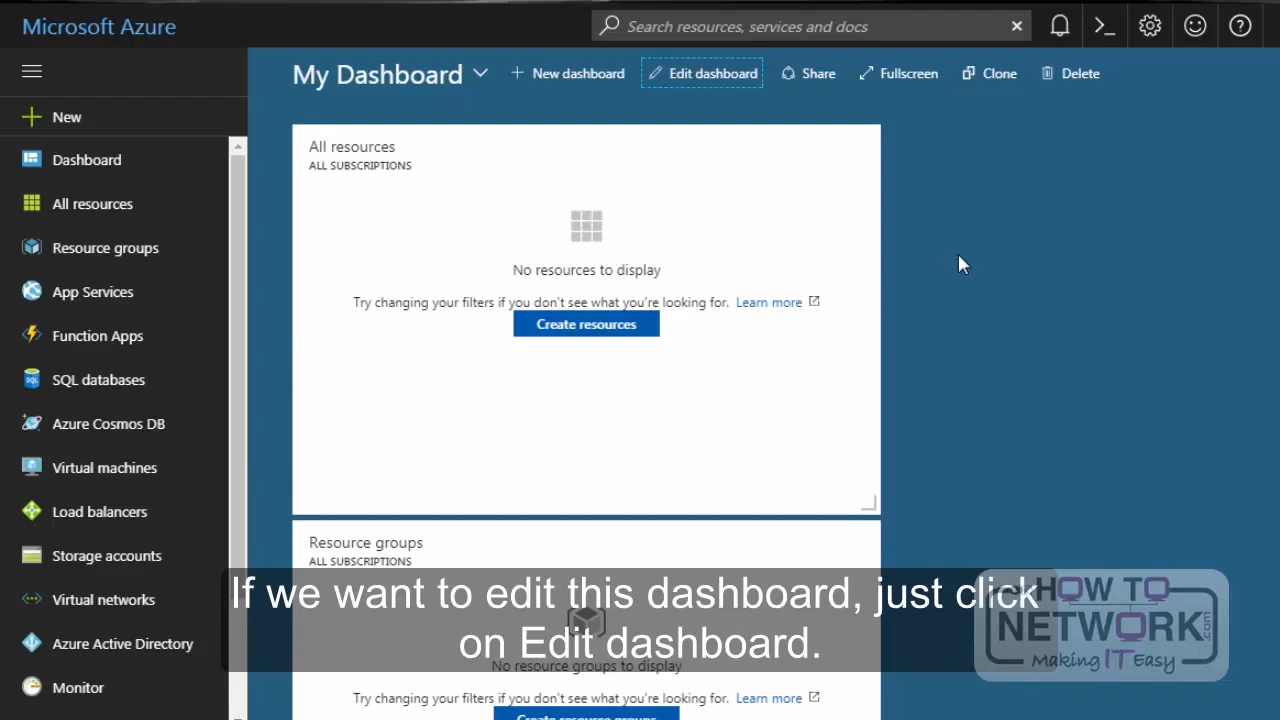 Microsoft Azure
Search resources, services and docs
New
Dashboard
All resources
Resource groups
App Services
Function Apps
SQL databases
Azure Cosmos DB
Virtual machines
Load balancers
Storage accounts
Virtual networks
Azure Active Directory
Monitor
My Dashboard
New dashboard
Edit dashboard
Share
Fullscreen
Clone
Delete
All resources
ALL SUBSCRIPTIONS
No resources to display
Try changing your filters if you don't see what you're looking for. Learn more
Create resources
Resource groups
ALL SUBSCRIPTIONS
No resource groups to display
Try changing your filters if you don't see what you're looking for. Learn more
Create resource groups
If we want to edit this dashboard, just click
on Edit dashboard.
HOW TO
NETWORK.com
Making IT Easy